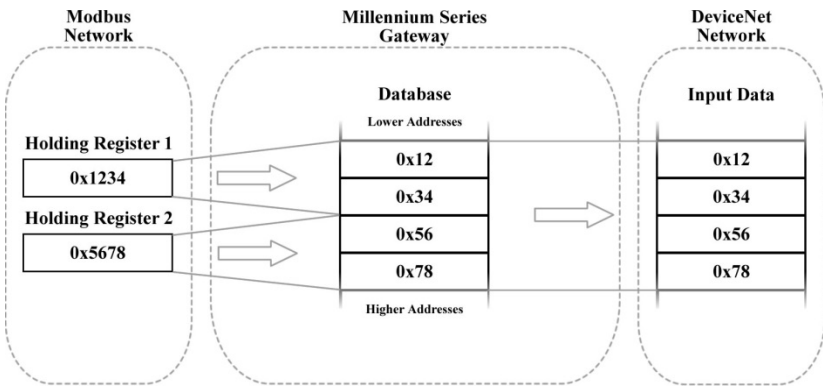 Modbus
Network
Millennium Series
Gateway
DeviceNet
Network
Database
Input Data
Lower Addresses
Holding Register 1
0x1234
Holding Register 2
0x5678
0x12
0x34
0x56
0x78
Higher Addresses
0x12
0x34
0x56
0x78